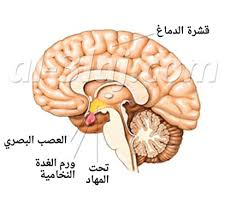 قشرة الدماغ
العصب البصري
ورم الغدة
النخامية
تحت
المهاد